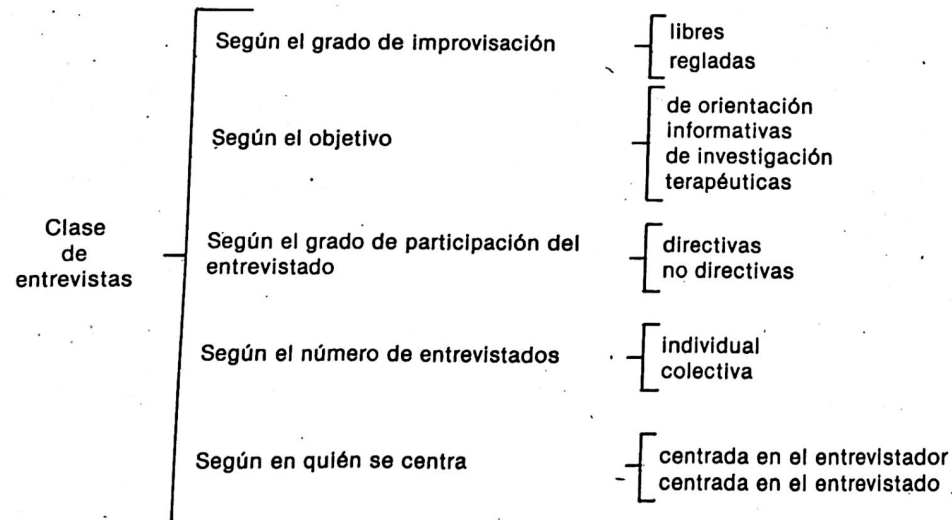 Clase
de
entrevistas
Según el grado de improvisación
libres
regladas
Según el objetivo
de orientación
informativas
de investigación
terapéuticas
Según el grado de participación del
entrevistado
directivas
no directivas
Según el número de entrevistados
individual
colectiva
Según en quién se centra
centrada en el entrevistador
centrada en el entrevistado